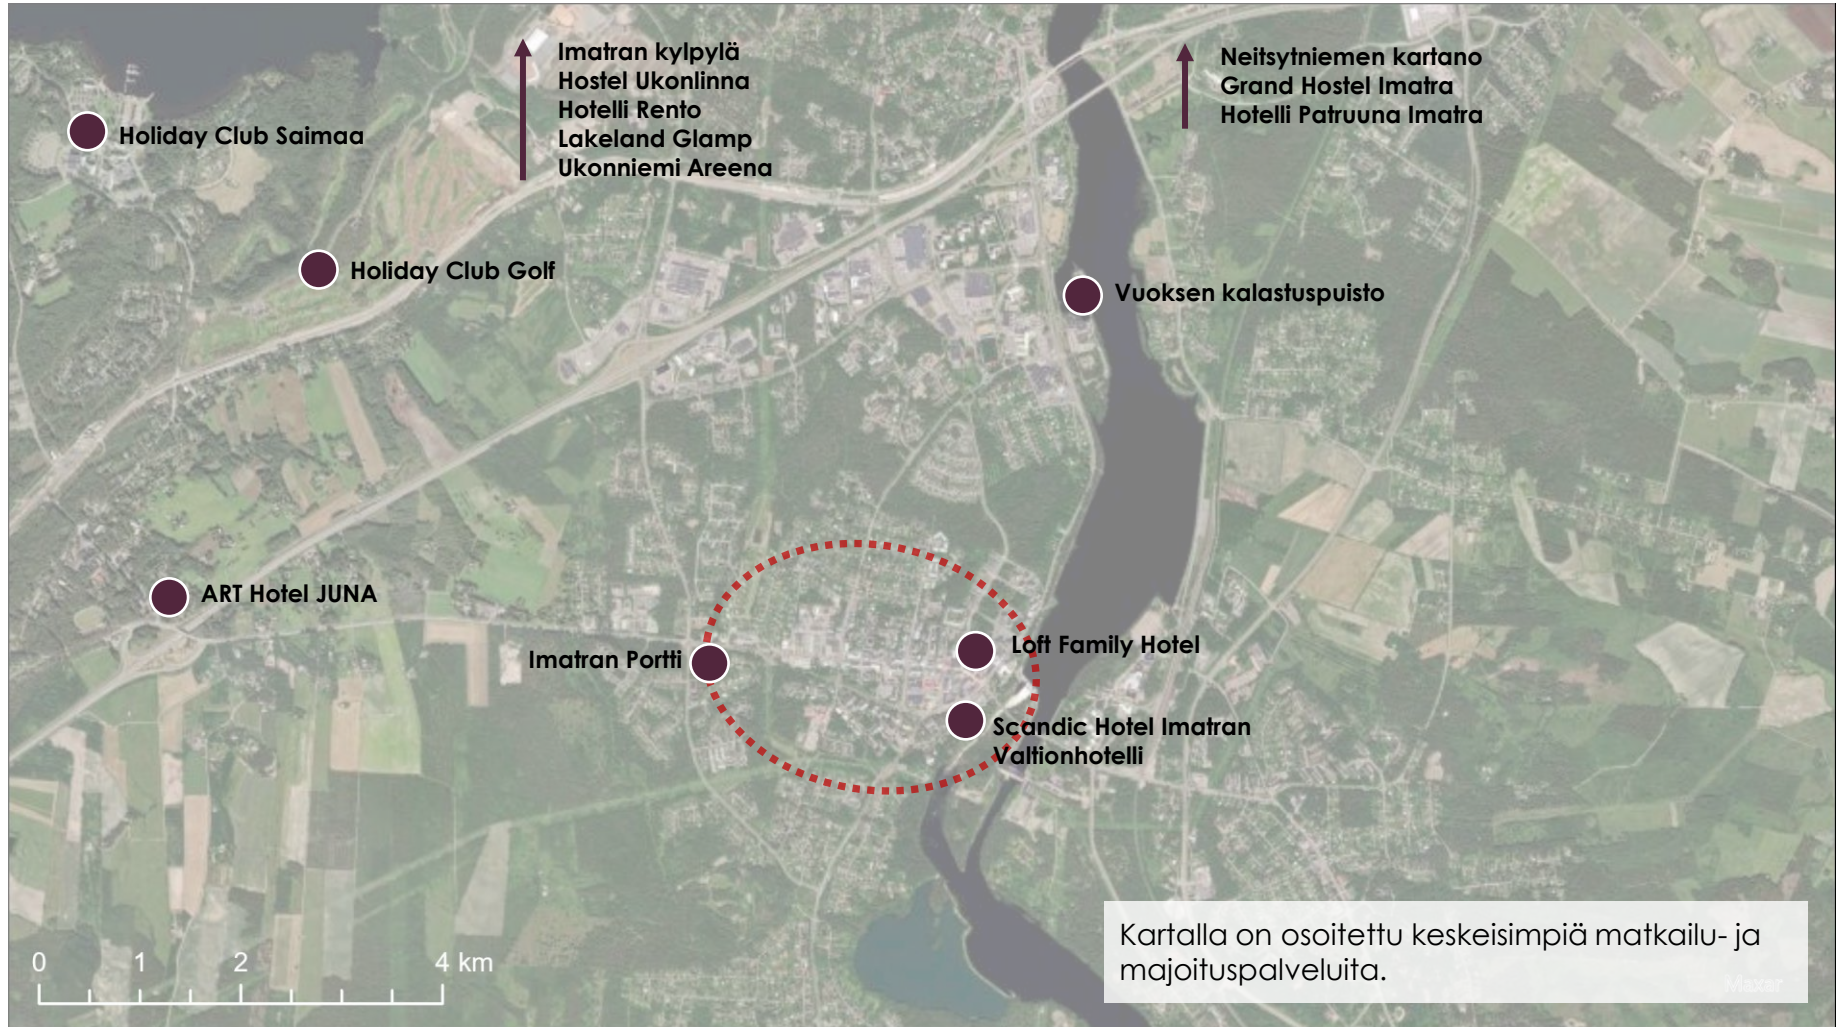 Imatran kylpylä
Hostel Ukonlinna
Hotelli Rento
Lakeland Glamp
Ukonniemi Areena
Neitsytniemen kartano
Grand Hostel Imatra
Hotelli Patruuna Imatra
Holiday Club Saimaa
Holiday Club Golf
Vuoksen kalastuspuisto
ART Hotel JUNA
Imatran Portti
Loft Family Hotel
Scandic Hotel Imatran
Valtionhotelli
Kartalla on osoitettu keskeisimpiä matkailu- ja
majoituspalveluita.
0 1 2 4 km
Maxar